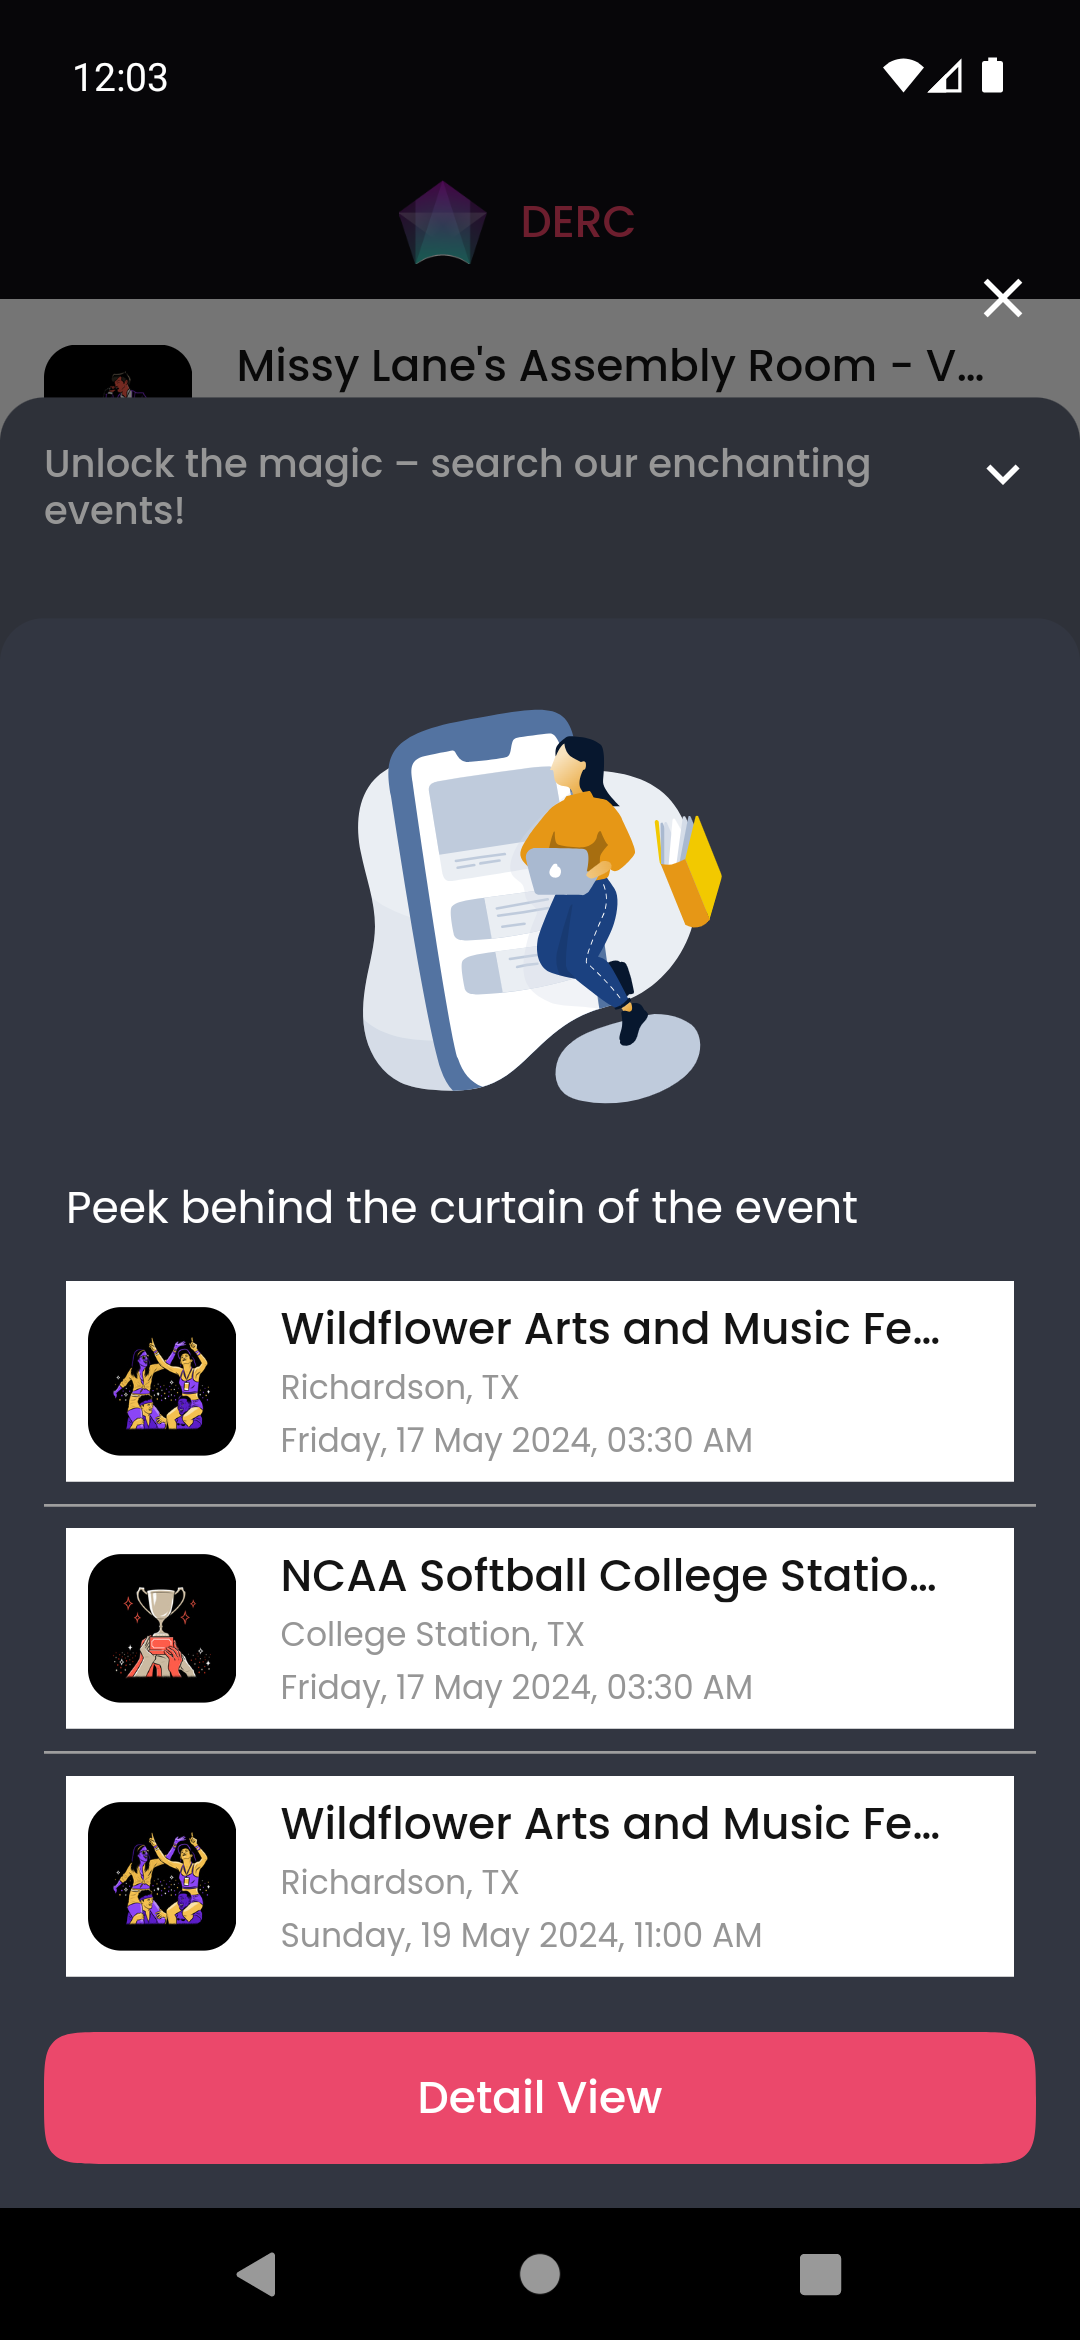 12:03
DERC
Missy Lane's Assembly Room - V...
Unlock the magic – search our enchanting
events!
Peek behind the curtain of the event
Wildflower Arts and Music Fe...
Richardson, TX
Friday, 17 May 2024, 03:30 AM
NCAA Softball College Statio...
College Station, TX
Friday, 17 May 2024, 03:30 AM
Wildflower Arts and Music Fe...
Richardson, TX
Sunday, 19 May 2024, 11:00 AM
Detail View